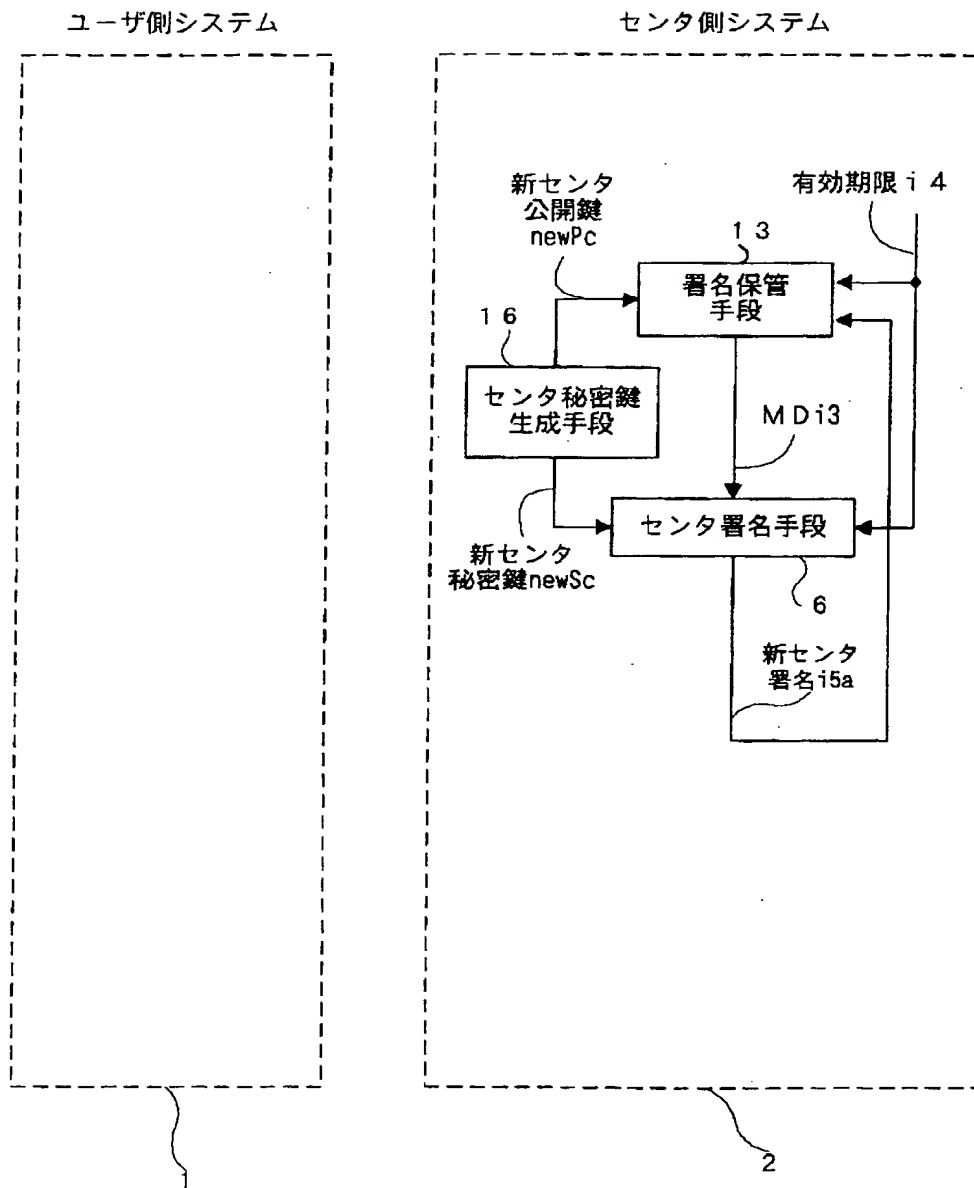 ユーザ側システム
センタ側システム
新センタ
公開鍵
newPc
有効期限ｉ４
１３
署名保管
手段
１６
センタ秘密鍵
生成手段
ＭＤi3
センタ署名手段
新センタ
秘密鍵newSc
６
新センタ
署名i5a
1
2